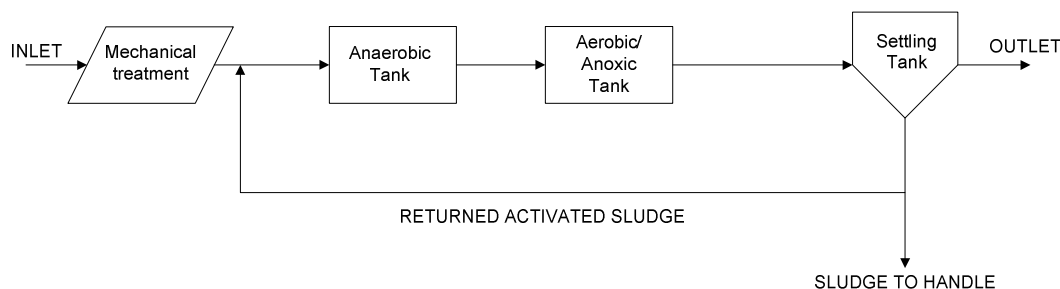 INLET
Mechanical
treatment
Anaerobic
Tank
Aerobic/
Anoxic
Tank
Settling
Tank
OUTLET
RETURNED ACTIVATED SLUDGE
SLUDGE TO HANDLE